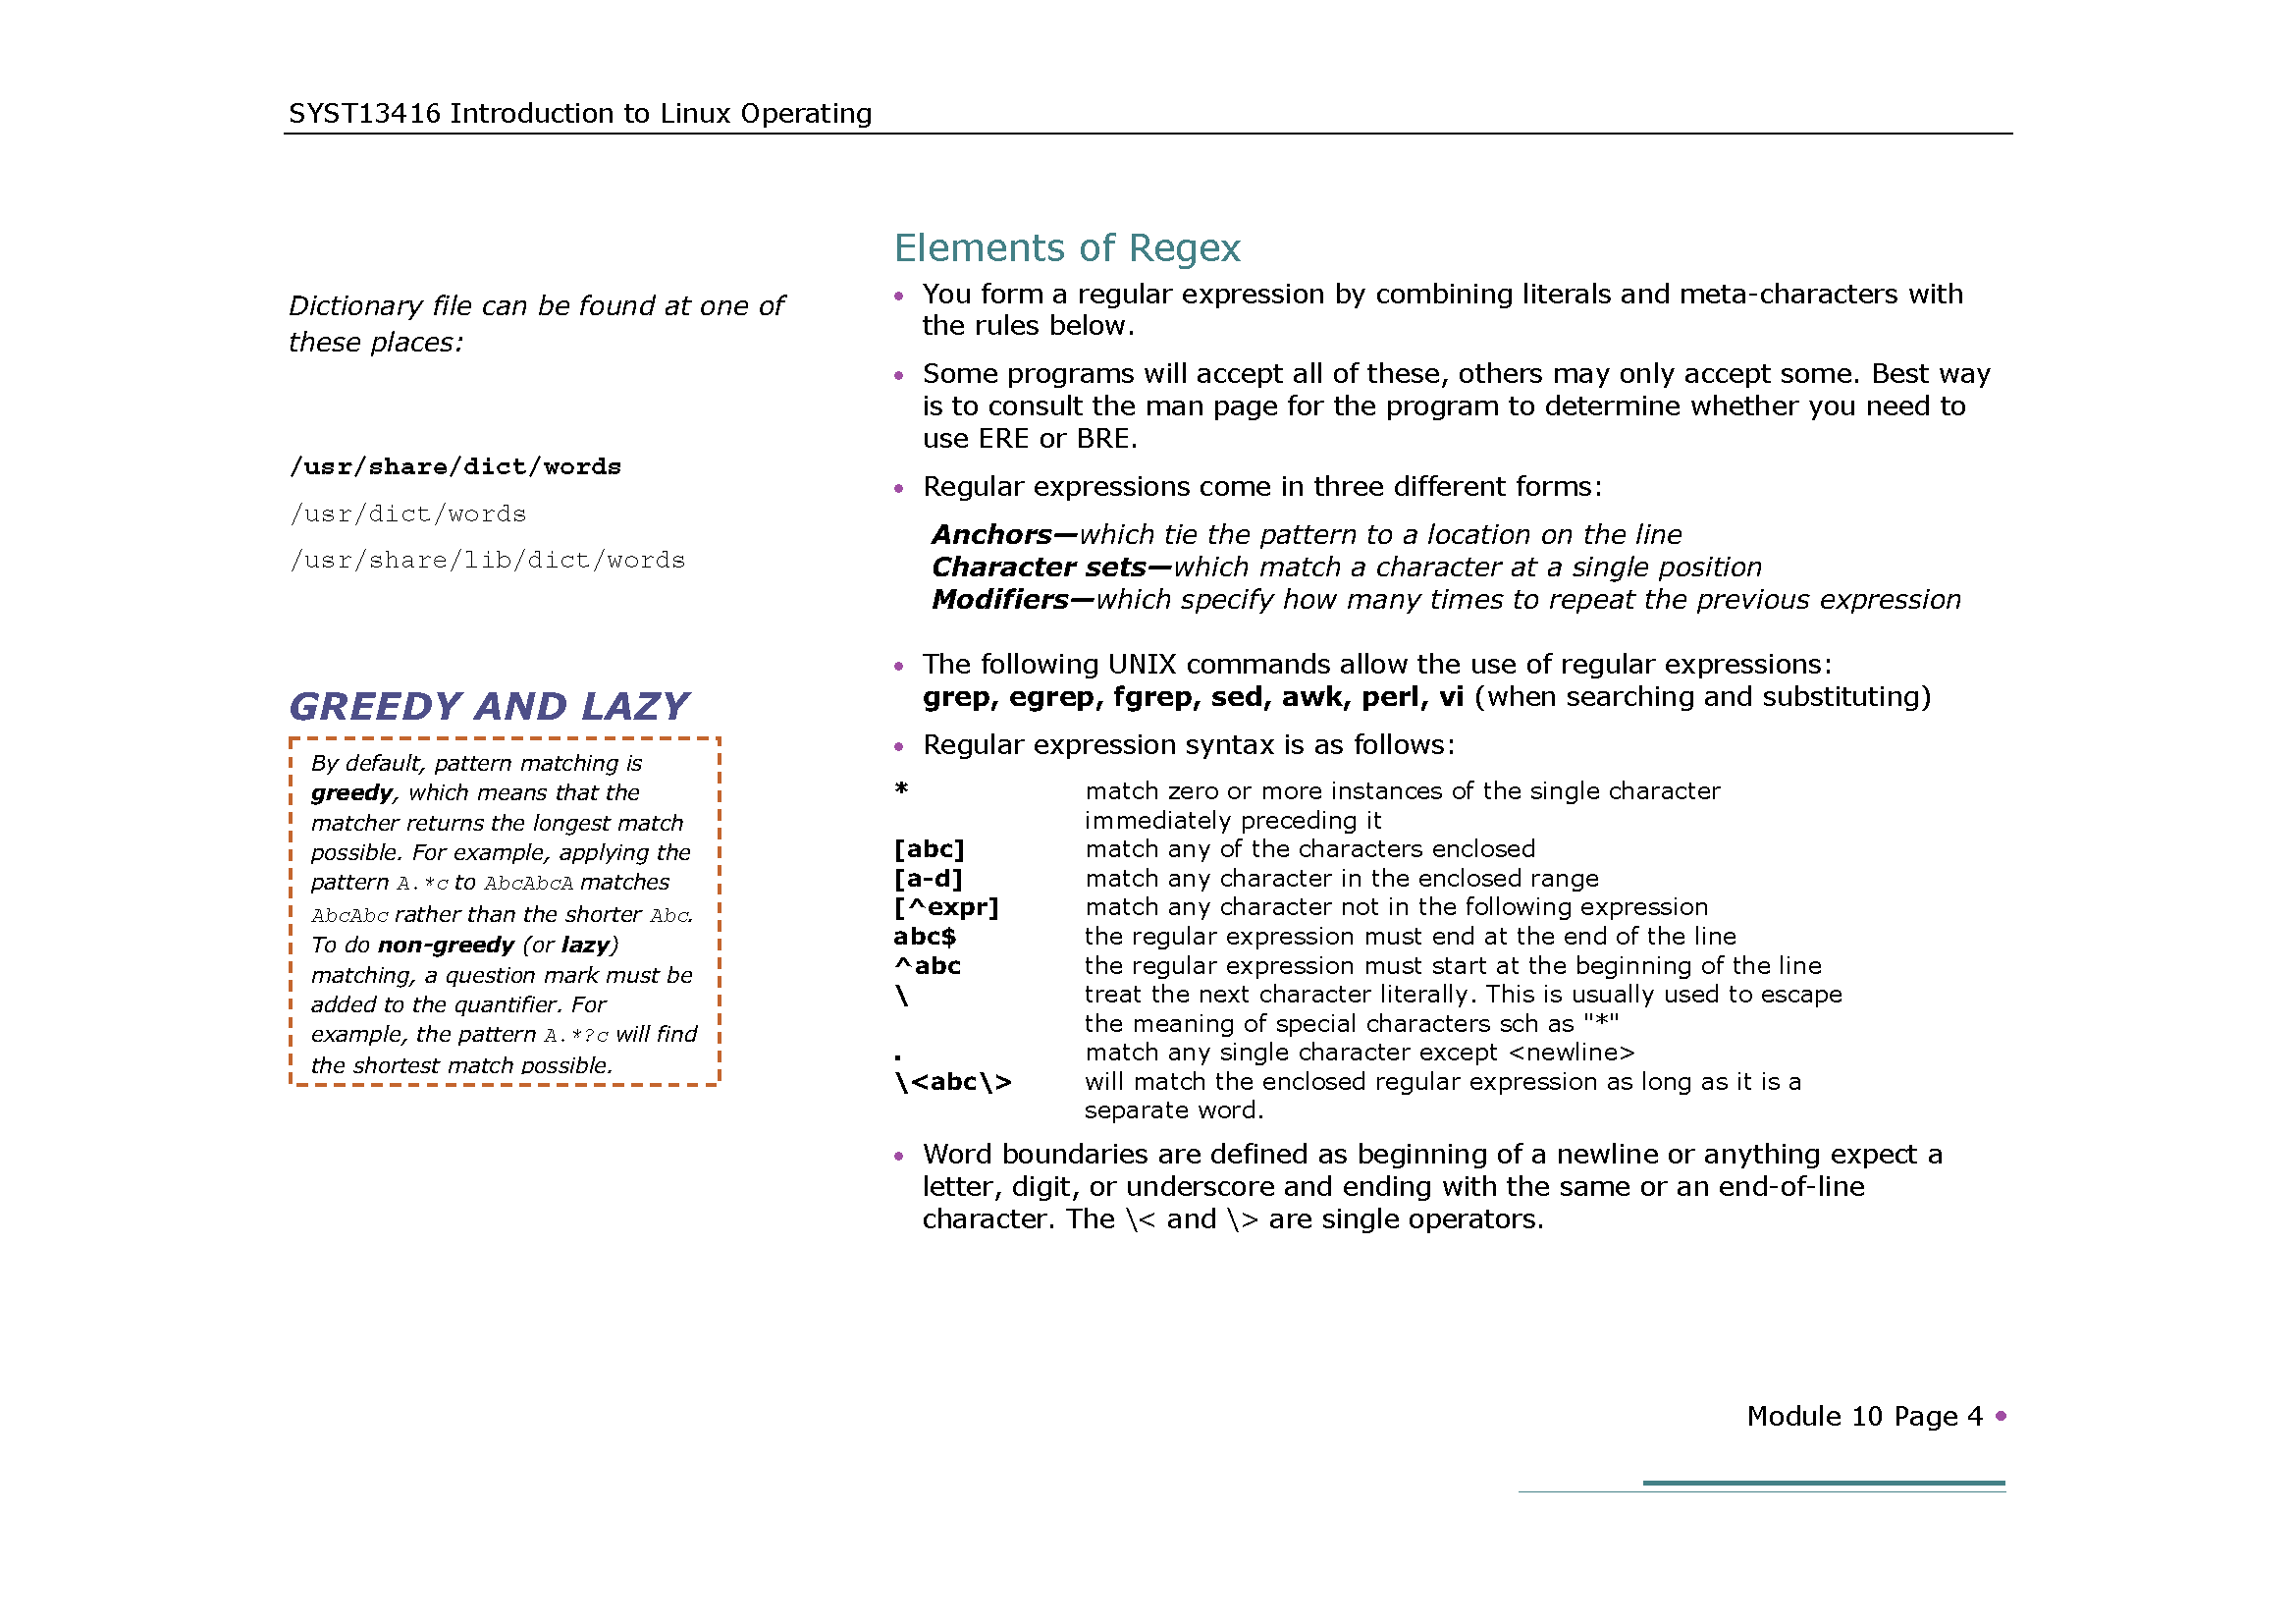 SYST13416 Introduction to Linux Operating
Dictionary file can be found at one of
these places:
/usr/share/dict/words
/usr/dict/words
/usr/share/lib/dict/words
GREEDY AND LAZY
By default, pattern matching is
greedy, which means that the
matcher returns the longest match
possible. For example, applying the
pattern A.*c to AbcAbcA matches
AbcAbc rather than the shorter Abc.
To do non-greedy (or lazy)
matching, a question mark must be
added to the quantifier. For
example, the pattern A.*?c will find
the shortest match possible.
Elements of Regex
• You form a regular expression by combining literals and meta-characters with
the rules below.
• Some programs will accept all of these, others may only accept some. Best way
is to consult the man page for the program to determine whether you need to
use ERE or BRE.
• Regular expressions come in three different forms:
Anchors—which tie the pattern to a location on the line
Character sets—which match a character at a single position
Modifiers—which specify how many times to repeat the previous expression
• The following UNIX commands allow the use of regular expressions:
grep, egrep, fgrep, sed, awk, perl, vi (when searching and substituting)
• Regular expression syntax is as follows:
* match zero or more instances of the single character
immediately preceding it
[abc] match any of the characters enclosed
[a-d] match any character in the enclosed range
[^expr] match any character not in the following expression
abc$ the regular expression must end at the end of the line
^abc the regular expression must start at the beginning of the line
\ treat the next character literally. This is usually used to escape
the meaning of special characters sch as "*"
. match any single character except <newline>
\<abc\> will match the enclosed regular expression as long as it is a
separate word.
• Word boundaries are defined as beginning of a newline or anything expect a
letter, digit, or underscore and ending with the same or an end-of-line
character. The \< and \> are single operators.
Module 10 Page 4 •